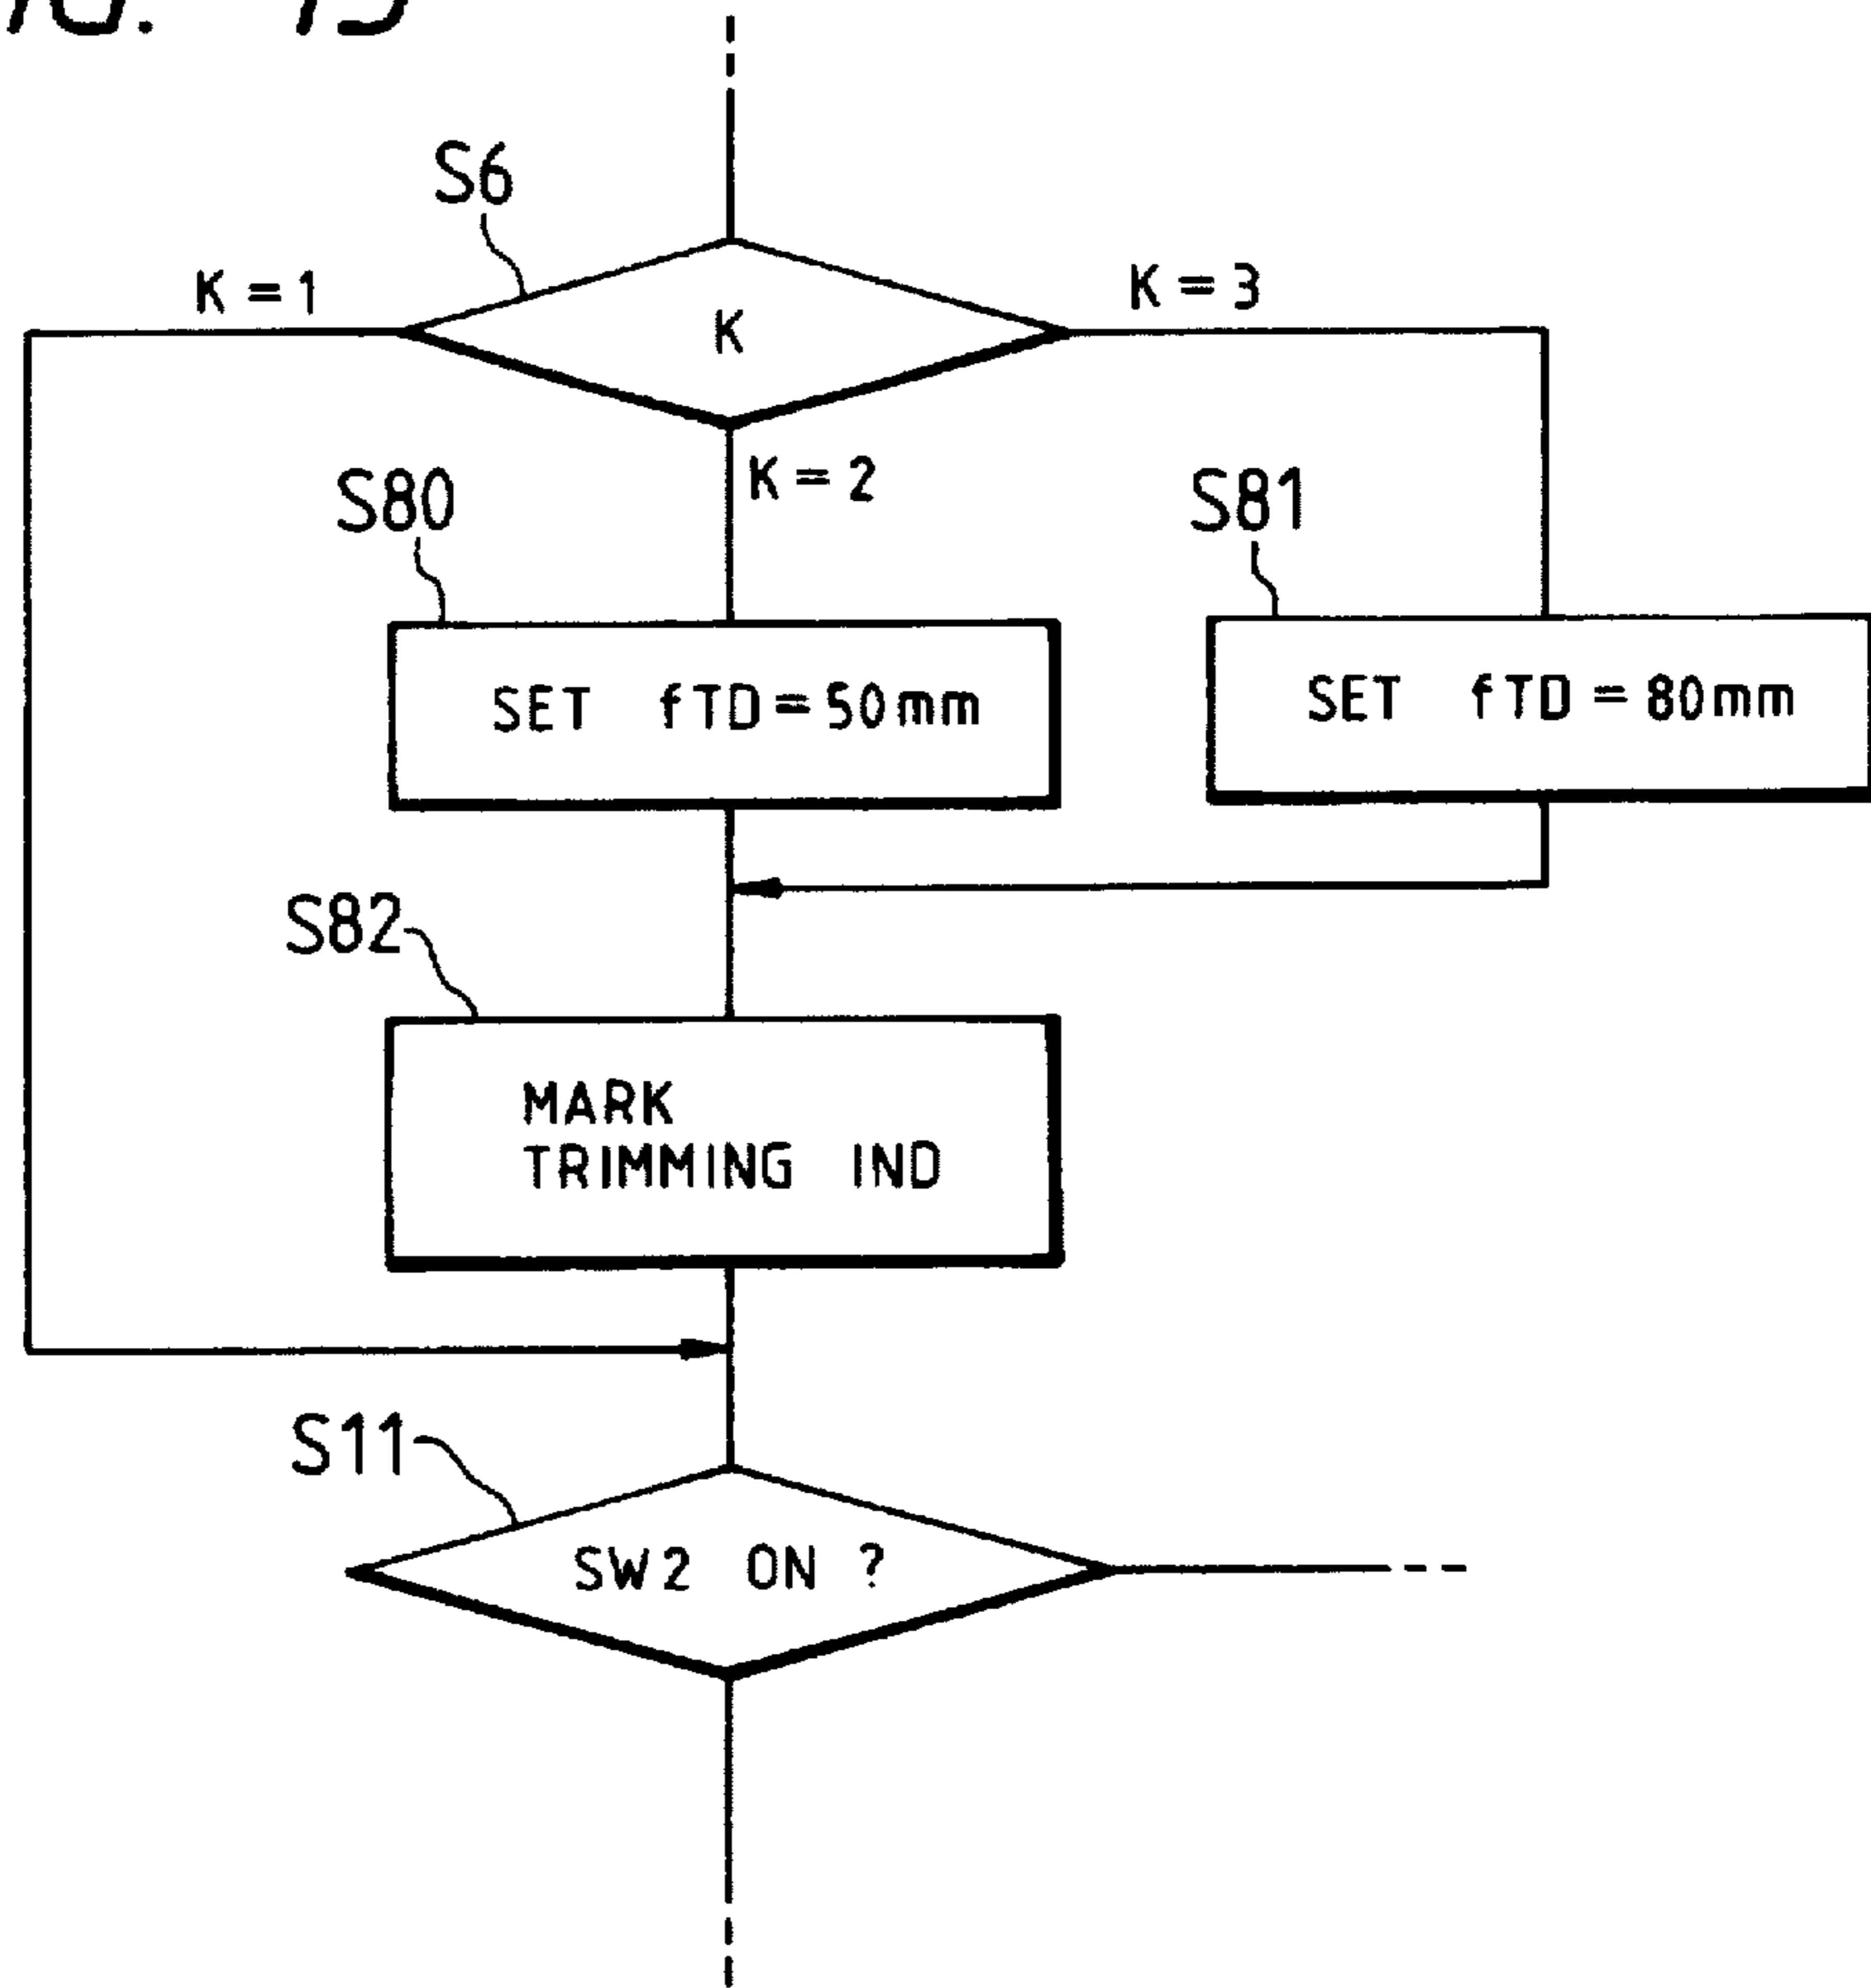 S6
K = 1
K = 3
K
K = 2
S80
S81
SET fTD = 50mm
SET fTD = 80mm
S82
MARK
TRIMMING IND
S11
SW2 ON ?